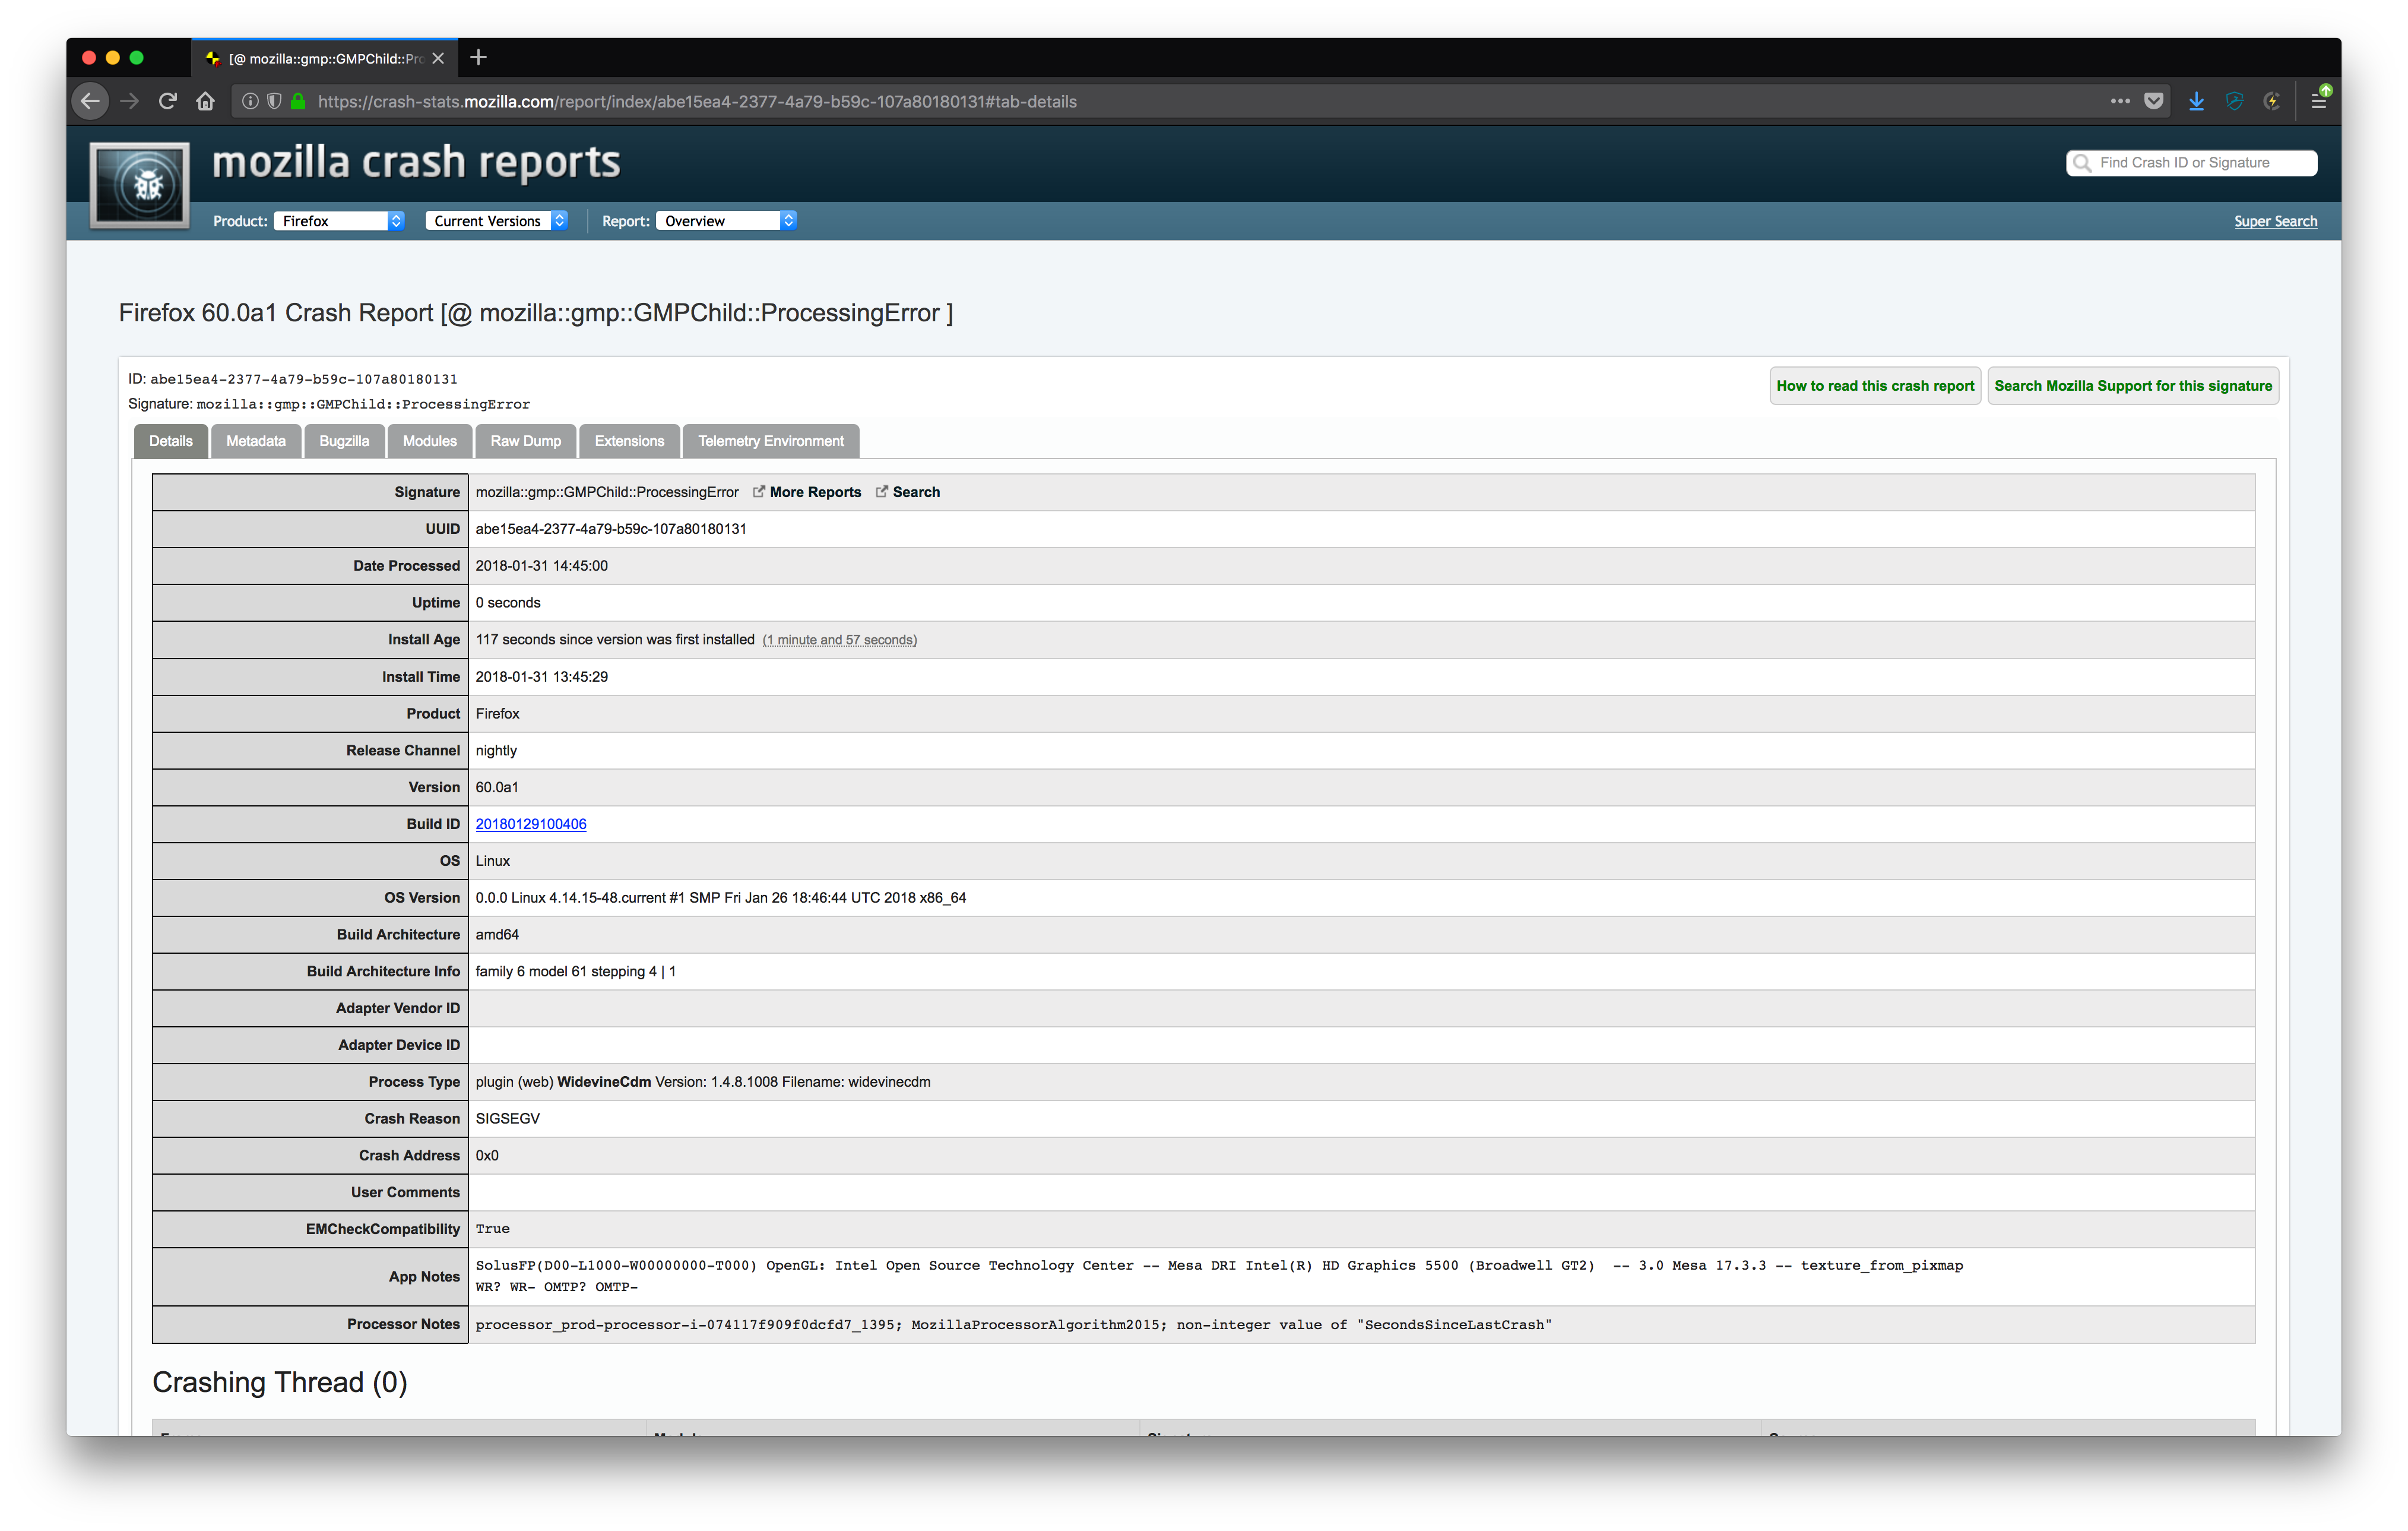 [@ mozilla::gmp::GMPChild::Pro
https://crash-stats.mozilla.com/report/index/abe15ea4-2377-4a79-b59c-107a80180131#tab-details
mozilla crash reports
Find Crash ID or Signature
Product: Firefox Current Versions Report: Overview Super Search
Firefox 60.0a1 Crash Report [@ mozilla::gmp::GMPChild::ProcessingError ]
ID: abe15ea4-2377-4a79-b59c-107a80180131
How to read this crash report Search Mozilla Support for this signature
Signature: mozilla::gmp::GMPChild::ProcessingError
Details Metadata Bugzilla Modules Raw Dump Extensions Telemetry Environment
Signature mozilla::gmp::GMPChild::ProcessingError More Reports Search
UUID abe15ea4-2377-4a79-b59c-107a80180131
Date Processed 2018-01-31 14:45:00
Uptime 0 seconds
Install Age 117 seconds since version was first installed (1 minute and 57 seconds)
Install Time 2018-01-31 13:45:29
Product Firefox
Release Channel nightly
Version 60.0a1
Build ID 20180129100406
OS Linux
OS Version 0.0.0 Linux 4.14.15-48.current #1 SMP Fri Jan 26 18:46:44 UTC 2018 x86_64
Build Architecture amd64
Build Architecture Info family 6 model 61 stepping 4 | 1
Adapter Vendor ID
Adapter Device ID
Process Type plugin (web) WidevineCdm Version: 1.4.8.1008 Filename: widevinecdm
Crash Reason SIGSEGV
Crash Address 0x0
User Comments
EMCheckCompatibility True
App Notes SolusFP(D00-L1000-W00000000-T000) OpenGL: Intel Open Source Technology Center -- Mesa DRI Intel(R) HD Graphics 5500 (Broadwell GT2)  -- 3.0 Mesa 17.3.3 -- texture_from_pixmap
WR? WR- OMTP? OMTP-
Processor Notes processor_prod-processor-i-074117f909f0dcfd7_1395; MozillaProcessorAlgorithm2015; non-integer value of "SecondsSinceLastCrash"
Crashing Thread (0)